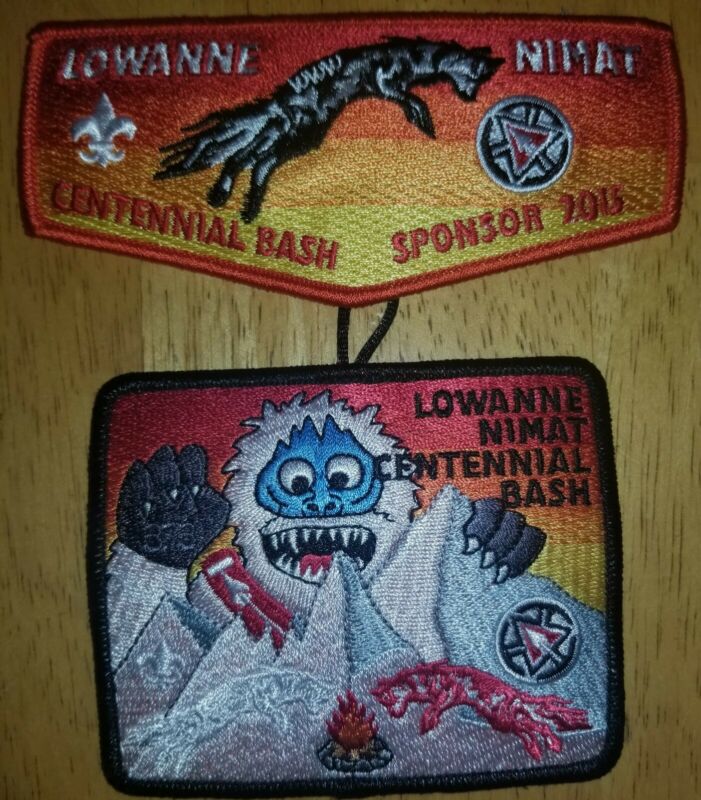 LOWANNE NIMAT
CENTENNIAL BASH SPONSOR 2015
LOWANNE
NIMAT
CENTENNIAL
BASH